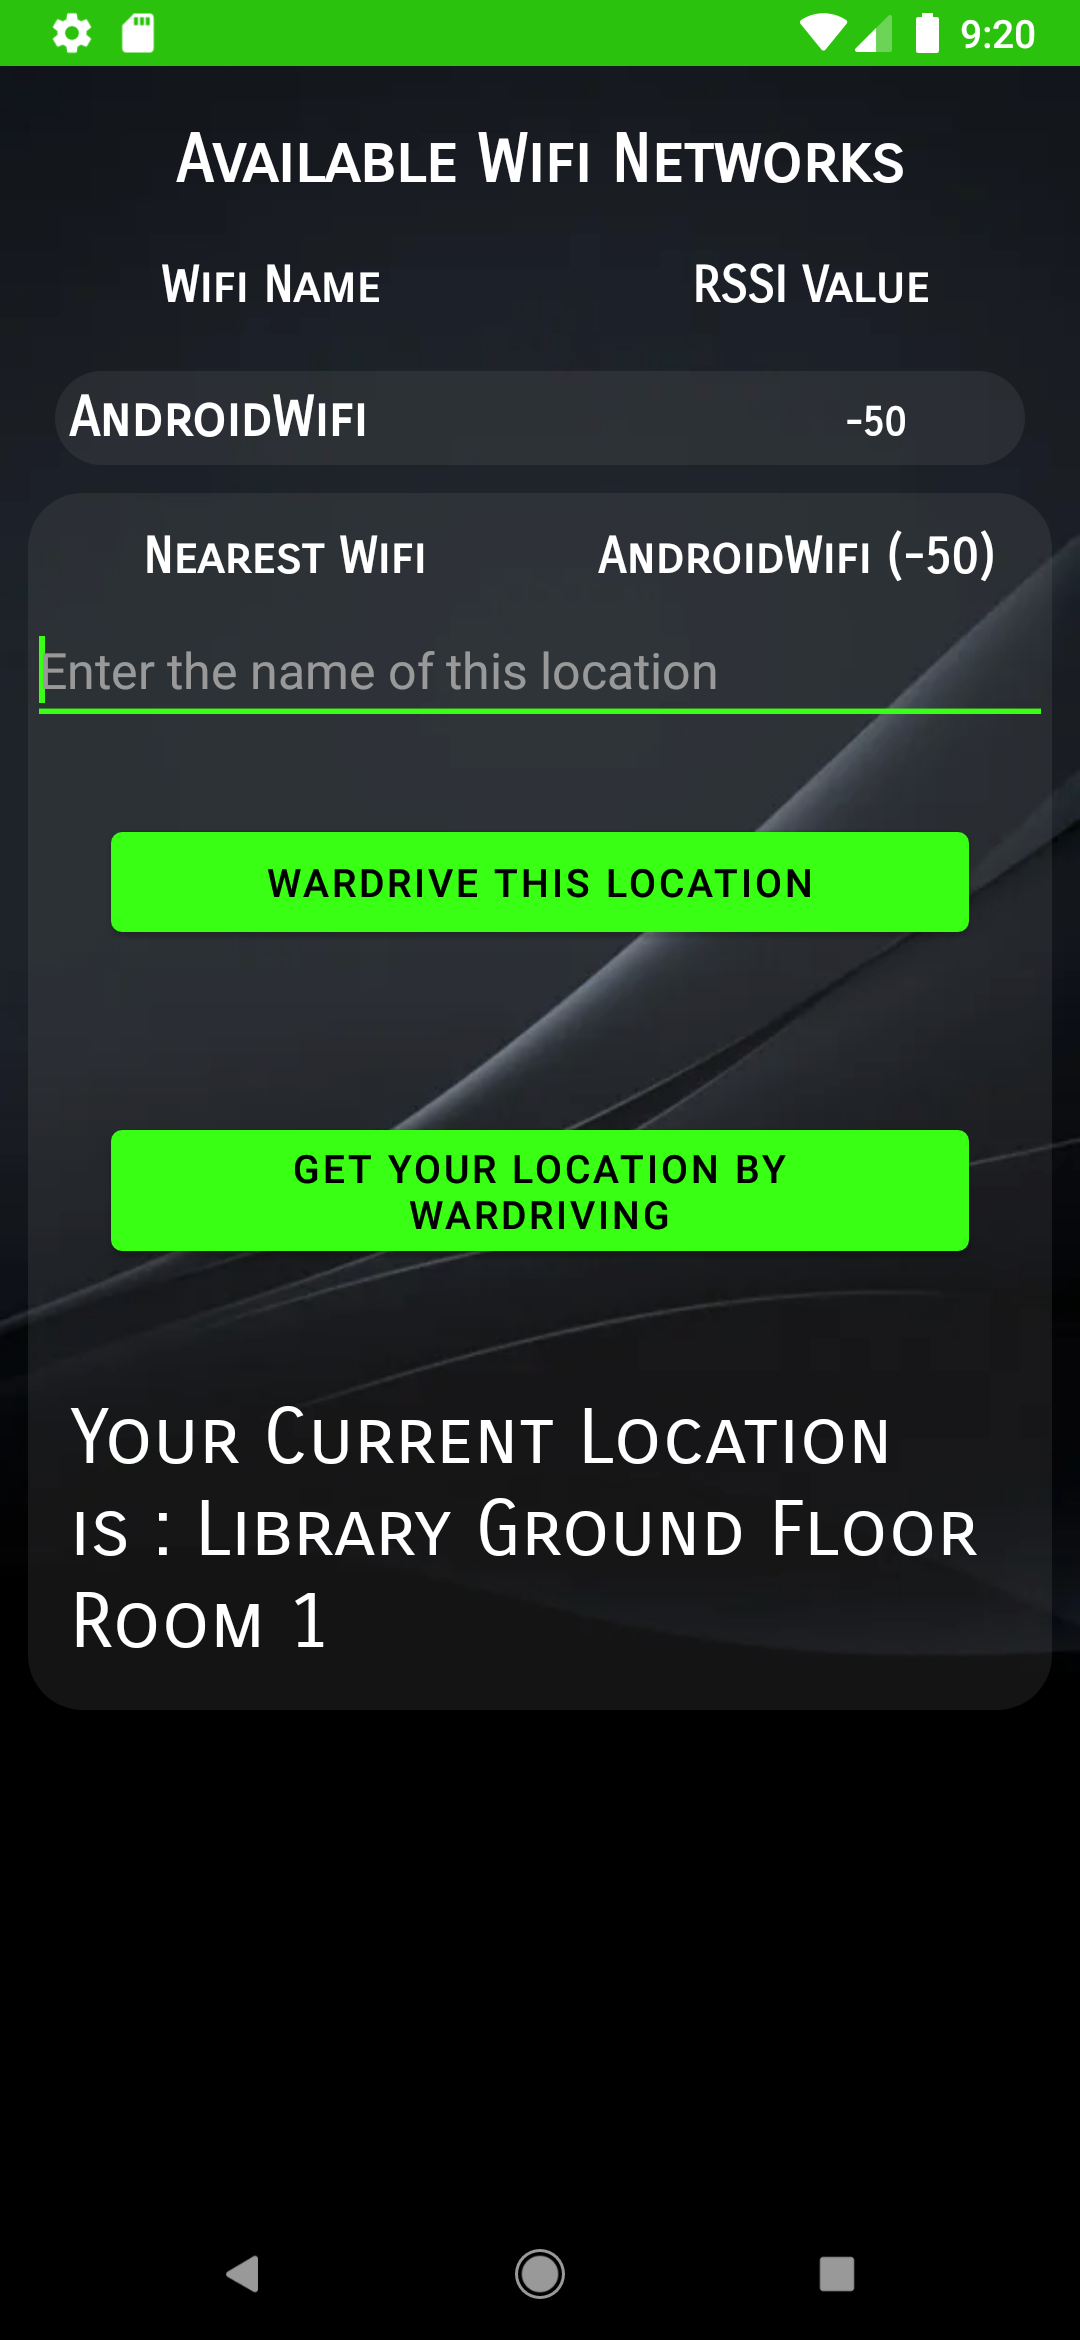 9:20
Available Wifi Networks
Wifi Name RSSI Value
AndroidWifi -50
Nearest Wifi AndroidWifi (-50)
Enter the name of this location
WARDRIVE THIS LOCATION
GET YOUR LOCATION BY
WARDRIVING
Your Current Location
is : Library Ground Floor
Room 1